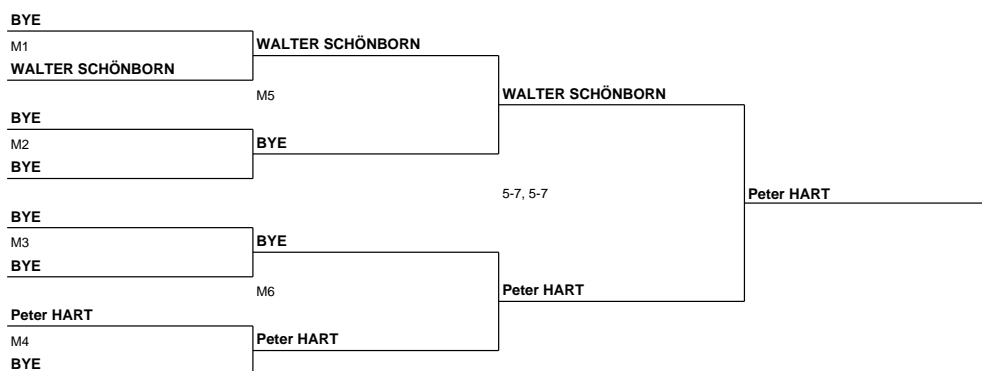 BYE
M1
WALTER SCHÖNBORN
WALTER SCHÖNBORN
M5
WALTER SCHÖNBORN
BYE
M2
BYE
BYE
5-7, 5-7
Peter HART
BYE
M3
BYE
BYE
M6
Peter HART
Peter HART
M4
Peter HART
BYE